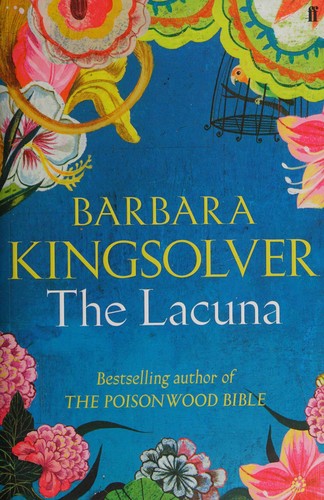 ff
BARBARA
KINGSOLVER
The Lacuna
Bestselling author of
THE POISONWOOD BIBLE